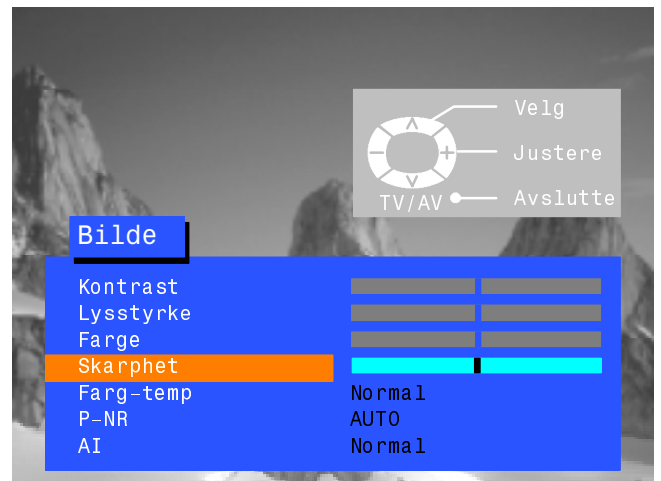 Velg
Justere
TV/AV Avslutte
Bilde
Kontrast
Lysstyrke
Farge
Skarphet
Farg-temp Normal
P-NR AUTO
AI Normal